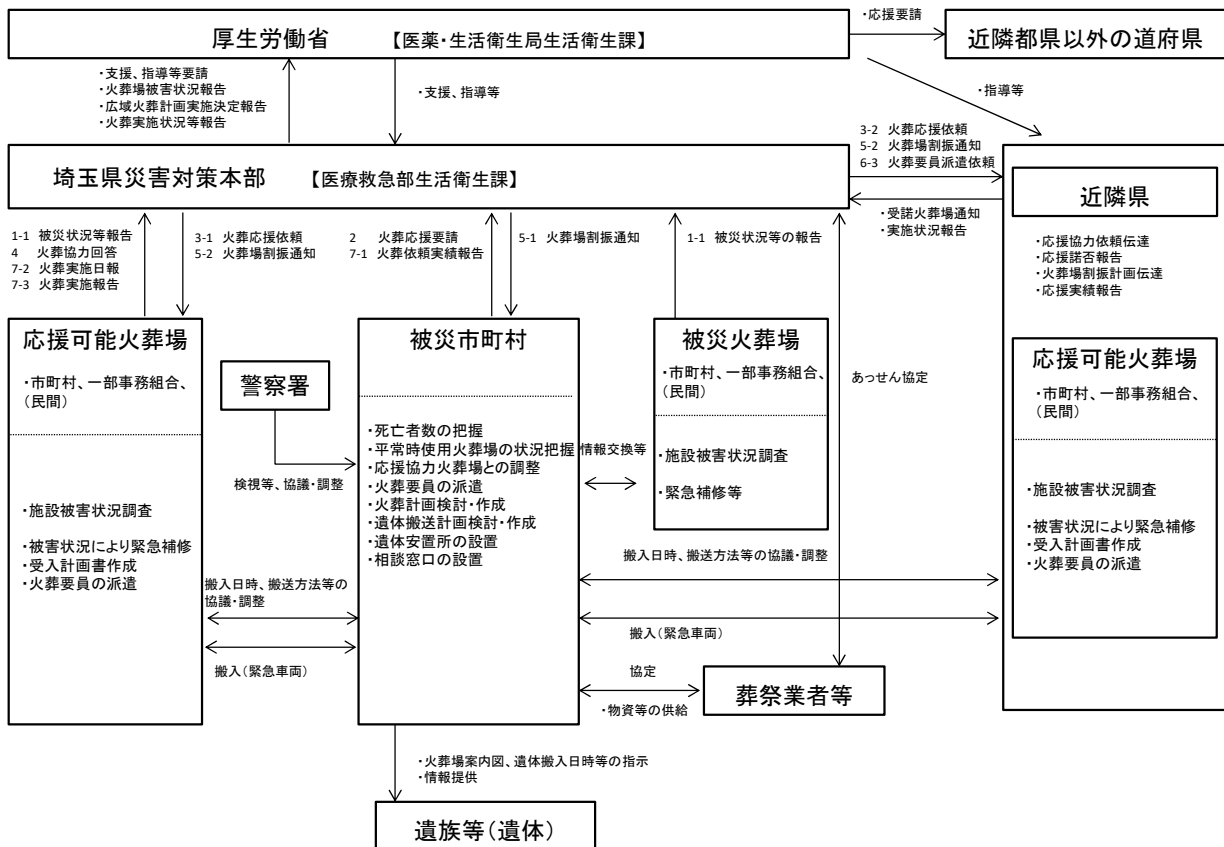 厚生労働省 【医薬・生活衛生局生活衛生課】
・応援要請
近隣都県以外の道府県
・支援、指導等要請
・火葬場被害状況報告
・広域火葬計画実施決定報告
・火葬実施状況等報告
・支援、指導等
・指導等
埼玉県災害対策本部 【医療救急部生活衛生課】
3-2 火葬応援依頼
5-2 火葬場割振通知
6-3 火葬要員派遣依頼
・受諾火葬場通知
・実施状況報告
近隣県
・応援協力依頼伝達
・応援諾否報告
・火葬場割振計画伝達
・応援実績報告
1-1 被災状況等報告
4 火葬協力回答
7-2 火葬実施日報
7-3 火葬実施報告
3-1 火葬応援依頼
5-2 火葬場割振通知
2 火葬応援要請
7-1 火葬依頼実績報告
5-1 火葬場割振通知
1-1 被災状況等の報告
あっせん協定
応援可能火葬場
・市町村、一部事務組合、
(民間)
・施設被害状況調査
・被害状況により緊急補修
・受入計画書作成
・火葬要員の派遣
警察署
検視等、協議・調整
被災市町村
・死亡者数の把握
・平常時使用火葬場の状況把握
・応援協力火葬場との調整
・火葬要員の派遣
・火葬計画検討・作成
・遺体搬送計画検討・作成
・遺体安置所の設置
・相談窓口の設置
情報交換等
被災火葬場
・市町村、一部事務組合、
(民間)
・施設被害状況調査
・緊急補修等
応援可能火葬場
・市町村、一部事務組合、
(民間)
・施設被害状況調査
・被害状況により緊急補修
・受入計画書作成
・火葬要員の派遣
搬入日時、搬送方法等の
協議・調整
搬入(緊急車両)
搬入日時、搬送方法等の協議・調整
搬入(緊急車両)
協定
・物資等の供給
葬祭業者等
・火葬場案内図、遺体搬入日時等の指示
・情報提供
遺族等(遺体)